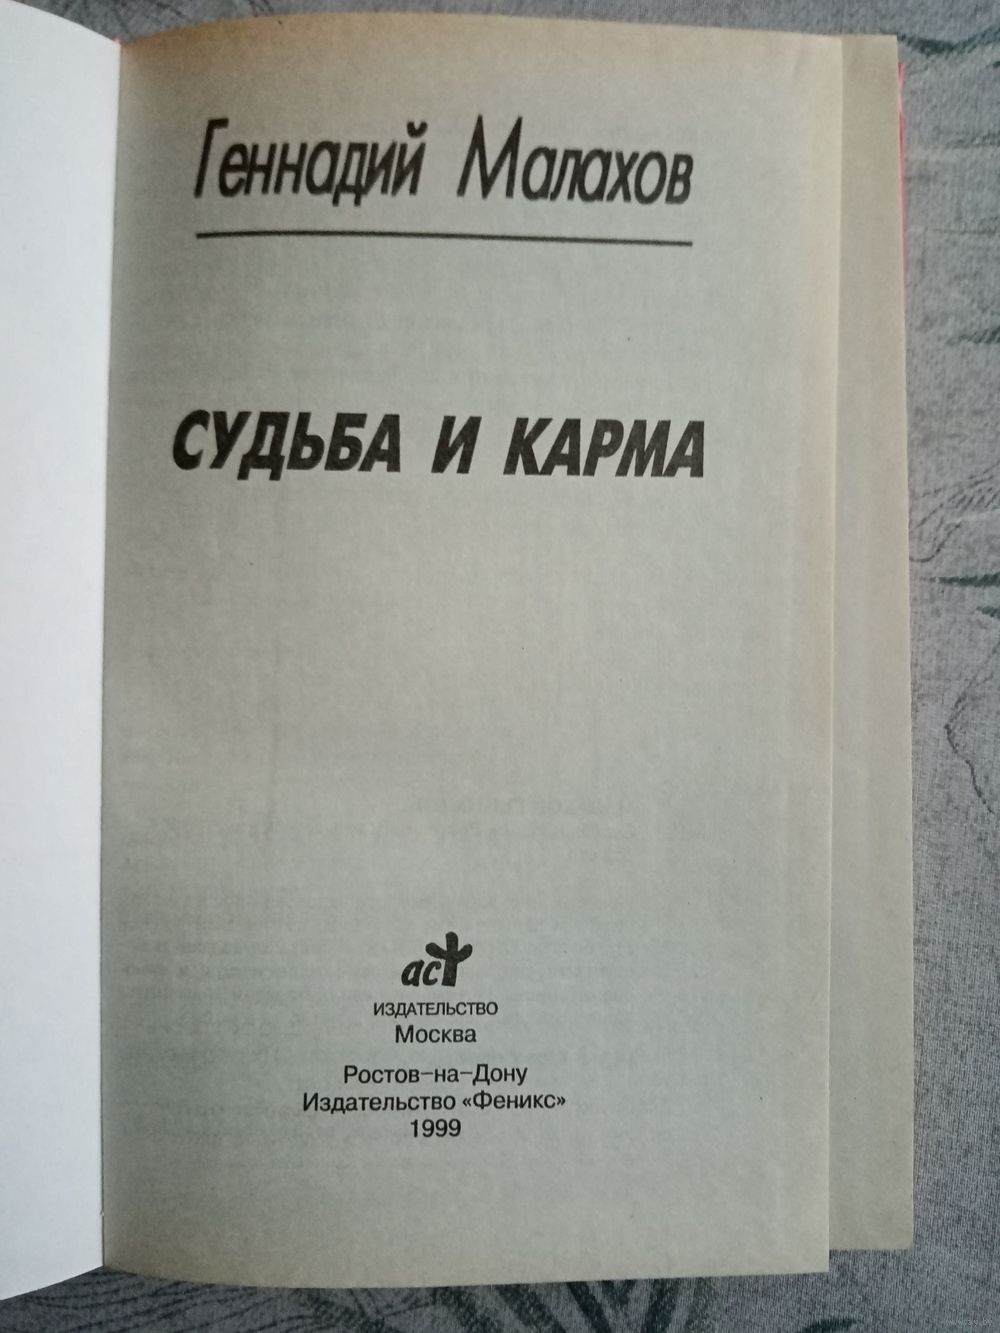 Геннадий Малахов
СУДЬБА И КАРМА
аст
ИЗДАТЕЛЬСТВО
Москва
Ростов-на-Дону
Издательство «Феникс»
1999